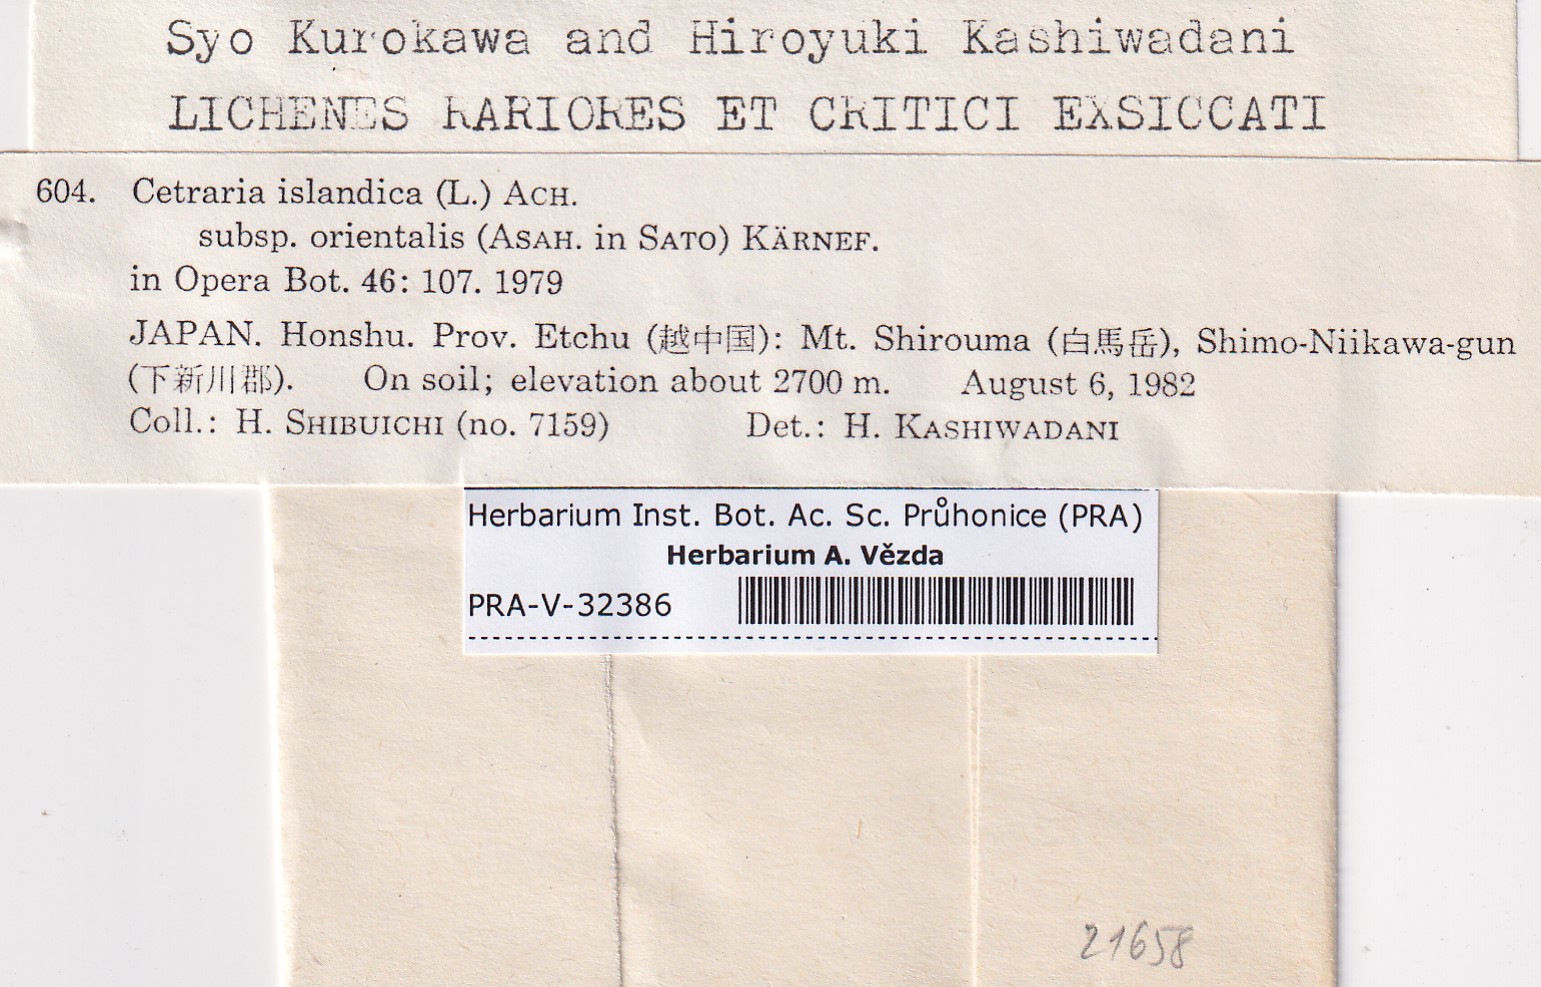 Syo Kurokawa and Hiroyuki Kashiwadani
LICHENES RARIORES ET CRITICI EXSICCATI
604. Cetraria islandica (L.) ACH.
subsp. orientalis (ASAH. in SATO) KÄRNEF.
in Opera Bot. 46: 107. 1979
JAPAN. Honshu. Prov. Etchu (越中国): Mt. Shirouma (白馬岳), Shimo-Niikawa-gun
(下新川郡). On soil; elevation about 2700 m. August 6, 1982
Coll.: H. SHIBUICHI (no. 7159) Det.: H. KASHIWADANI
Herbarium Inst. Bot. Ac. Sc. Průhonice (PRA)
Herbarium A. Vězda
PRA-V-32386
21658